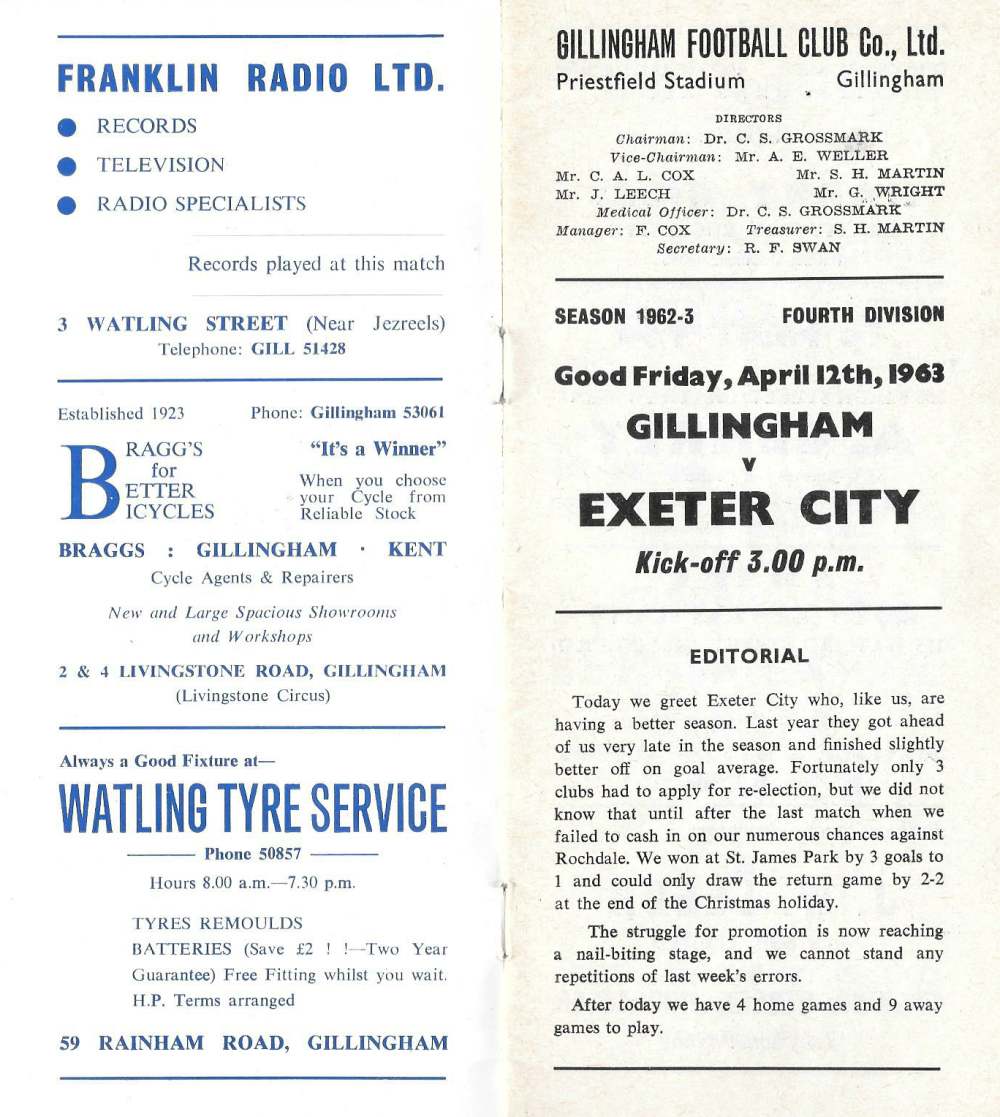 FRANKLIN RADIO LTD.
● RECORDS
● TELEVISION
● RADIO SPECIALISTS
Records played at this match
3 WATLING STREET (Near Jezreels)
Telephone: GILL 51428
Established 1923 Phone: Gillingham 53061
BRAGG'S
for
BETTER
BICYCLES
"It's a Winner"
When you choose
your Cycle from
Reliable Stock
BRAGGS : GILLINGHAM · KENT
Cycle Agents & Repairers
New and Large Spacious Showrooms
and Workshops
2 & 4 LIVINGSTONE ROAD, GILLINGHAM
(Livingstone Circus)
Always a Good Fixture at—
WATLING TYRE SERVICE
Phone 50857
Hours 8.00 a.m.—7.30 p.m.
TYRES REMOULDS
BATTERIES (Save £2 ! !—Two Year
Guarantee) Free Fitting whilst you wait.
H.P. Terms arranged
59 RAINHAM ROAD, GILLINGHAM
GILLINGHAM FOOTBALL CLUB Co., Ltd.
Priestfield Stadium Gillingham
DIRECTORS
Chairman: Dr. C. S. GROSSMARK
Vice-Chairman: Mr. A. E. WELLER
Mr. C. A. L. COX Mr. S. H. MARTIN
Mr. J. LEECH Mr. G. WRIGHT
Medical Officer: Dr. C. S. GROSSMARK
Manager: F. COX Treasurer: S. H. MARTIN
Secretary: R. F. SWAN
SEASON 1962-3 FOURTH DIVISION
Good Friday, April 12th, 1963
GILLINGHAM
v
EXETER CITY
Kick-off 3.00 p.m.
EDITORIAL
Today we greet Exeter City who, like us, are
having a better season. Last year they got ahead
of us very late in the season and finished slightly
better off on goal average. Fortunately only 3
clubs had to apply for re-election, but we did not
know that until after the last match when we
failed to cash in on our numerous chances against
Rochdale. We won at St. James Park by 3 goals to
1 and could only draw the return game by 2-2
at the end of the Christmas holiday.
The struggle for promotion is now reaching
a nail-biting stage, and we cannot stand any
repetitions of last week's errors.
After today we have 4 home games and 9 away
games to play.